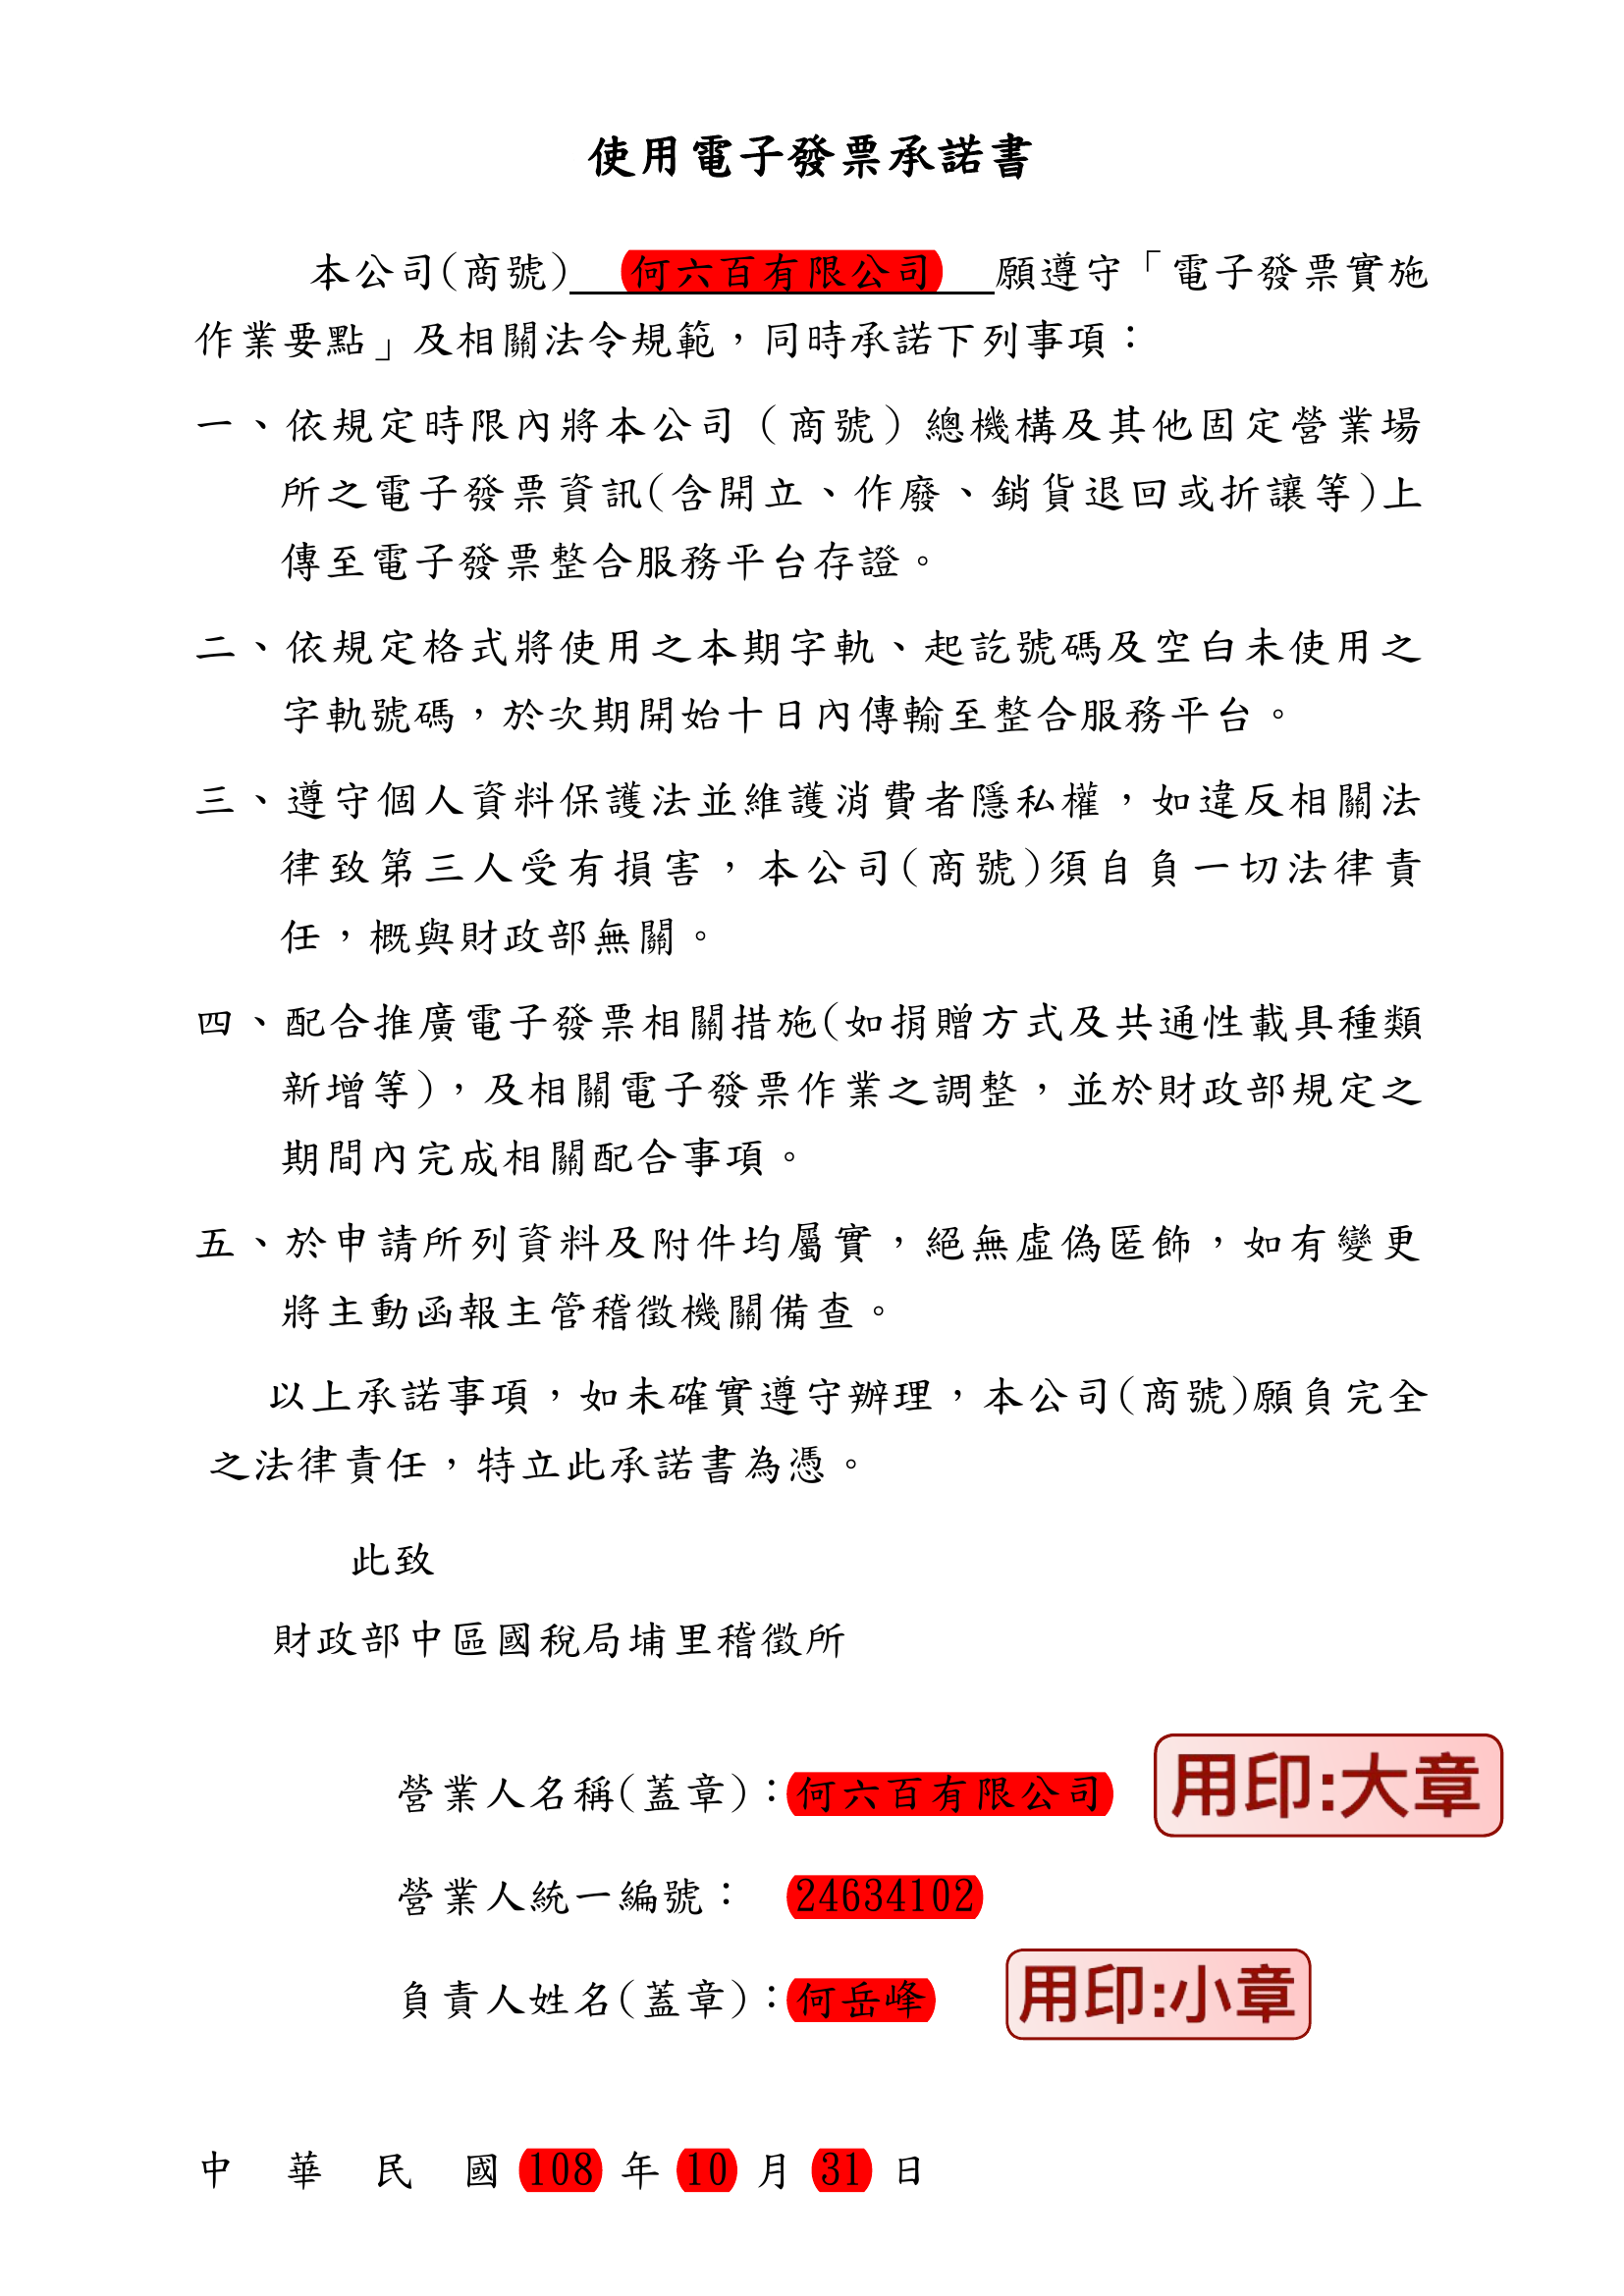 使用電子發票承諾書
本公司(商號) 何六百有限公司 願遵守「電子發票實施
作業要點」及相關法令規範，同時承諾下列事項：
一、依規定時限內將本公司（商號）總機構及其他固定營業場
所之電子發票資訊(含開立、作廢、銷貨退回或折讓等)上
傳至電子發票整合服務平台存證。
二、依規定格式將使用之本期字軌、起訖號碼及空白未使用之
字軌號碼，於次期開始十日內傳輸至整合服務平台。
三、遵守個人資料保護法並維護消費者隱私權，如違反相關法
律致第三人受有損害，本公司(商號)須自負一切法律責
任，概與財政部無關。
四、配合推廣電子發票相關措施(如捐贈方式及共通性載具種類
新增等)，及相關電子發票作業之調整，並於財政部規定之
期間內完成相關配合事項。
五、於申請所列資料及附件均屬實，絕無虛偽匿飾，如有變更
將主動函報主管稽徵機關備查。
以上承諾事項，如未確實遵守辦理，本公司(商號)願負完全
之法律責任，特立此承諾書為憑。
此致
財政部中區國稅局埔里稽徵所
營業人名稱(蓋章)：何六百有限公司 用印:大章
營業人統一編號： 24634102
負責人姓名(蓋章)：何岳峰 用印:小章
中 華 民 國 108 年 10 月 31 日